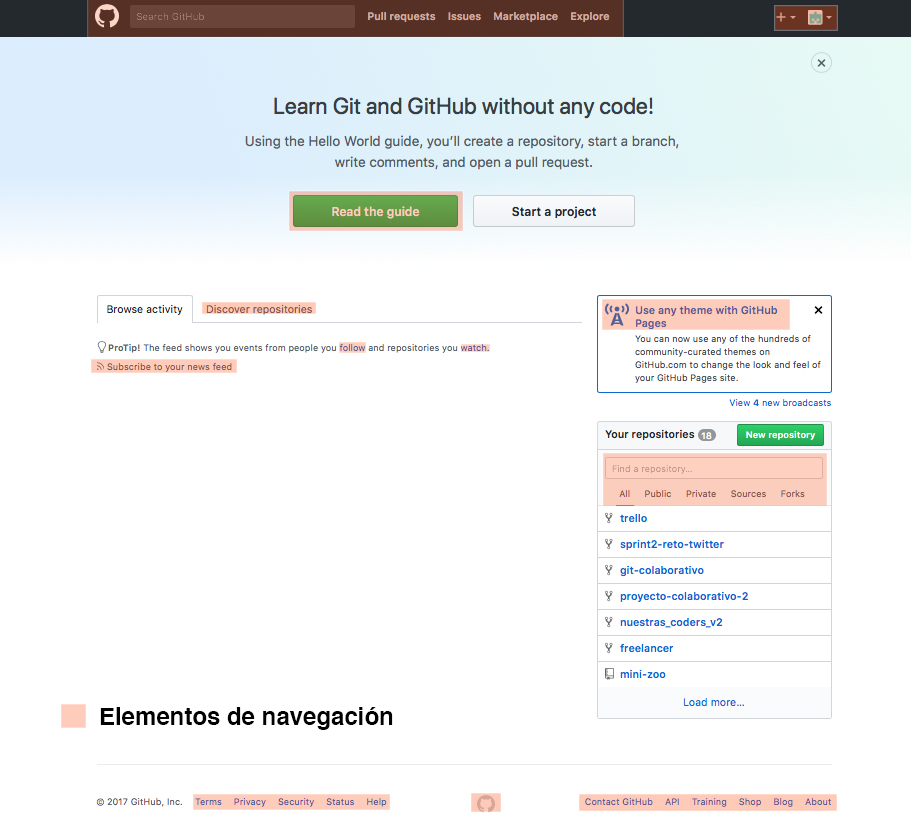 Search GitHub Pull requests Issues Marketplace Explore
Learn Git and GitHub without any code!
Using the Hello World guide, you’ll create a repository, start a branch,
write comments, and open a pull request.
Read the guide Start a project
Browse activity Discover repositories
ProTip! The feed shows you events from people you follow and repositories you watch.
Subscribe to your news feed
Use any theme with GitHub
Pages
You can now use any of the hundreds of
community-curated themes on
GitHub.com to change the look and feel of
your GitHub Pages site.
View 4 new broadcasts
Your repositories 18 New repository
Find a repository...
All Public Private Sources Forks
trello
sprint2-reto-twitter
git-colaborativo
proyecto-colaborativo-2
nuestras_coders_v2
freelancer
mini-zoo
Load more...
Elementos de navegación
© 2017 GitHub, Inc. Terms Privacy Security Status Help Contact GitHub API Training Shop Blog About